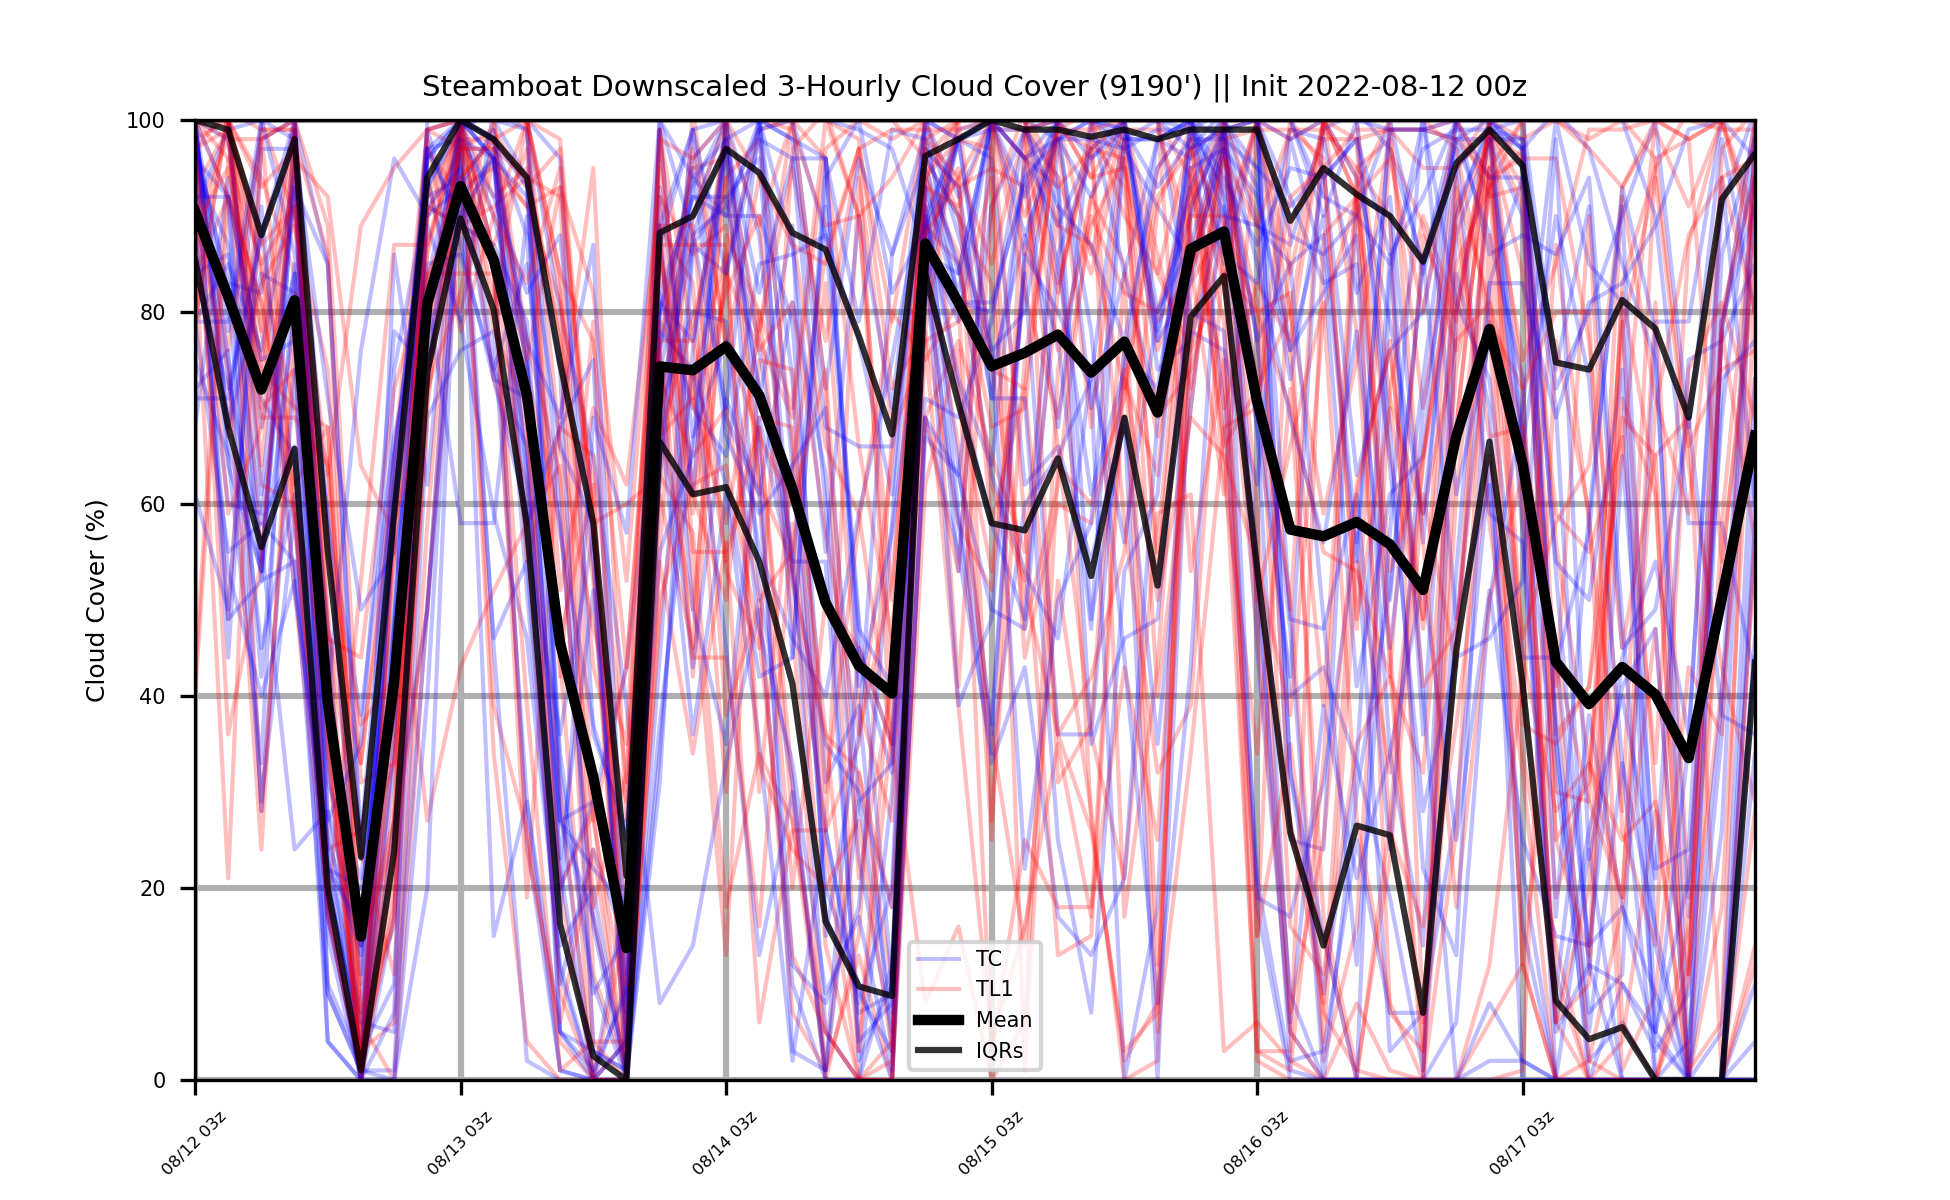 Steamboat Downscaled 3-Hourly Cloud Cover (9190') || Init 2022-08-12 00z
Cloud Cover (%)
100
80
60
40
20
0
TC
TL1
Mean
IQRs
08/12 03z
08/13 03z
08/14 03z
08/15 03z
08/16 03z
08/17 03z